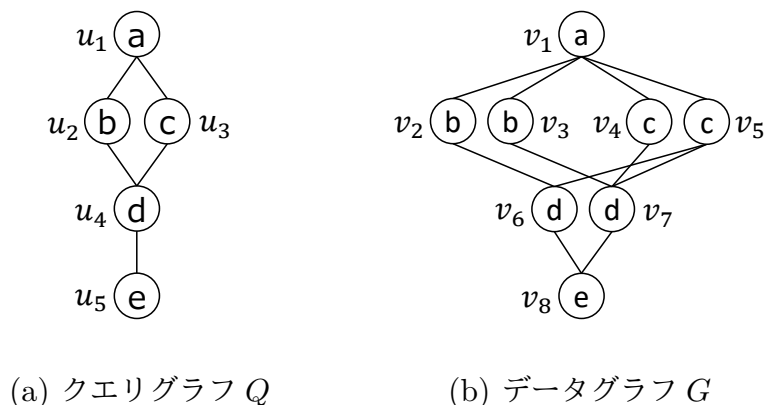 u₁ a
u₂ b c u₃
u₄ d
u₅ e
(a) クエリグラフ Q
v₁ a
v₂ b b v₃ v₄ c c v₅
v₆ d d v₇
v₈ e
(b) データグラフ G